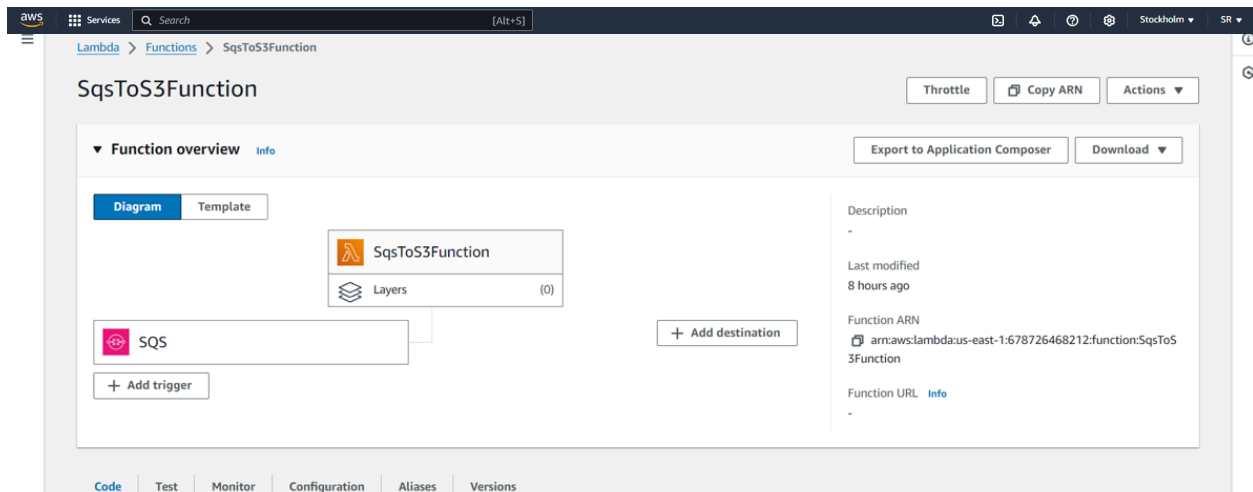 aws Services Search [Alt+S] Stockholm ▼ SR ▼
Lambda > Functions > SqsToS3Function
SqsToS3Function
Throttle Copy ARN Actions ▼
▼ Function overview Info
Export to Application Composer Download ▼
Diagram Template
SqsToS3Function
Layers (0)
SQS
+ Add trigger
+ Add destination
Description
-
Last modified
8 hours ago
Function ARN
arn:aws:lambda:us-east-1:678726468212:function:SqsToS
3Function
Function URL Info
-
Code Test Monitor Configuration Aliases Versions